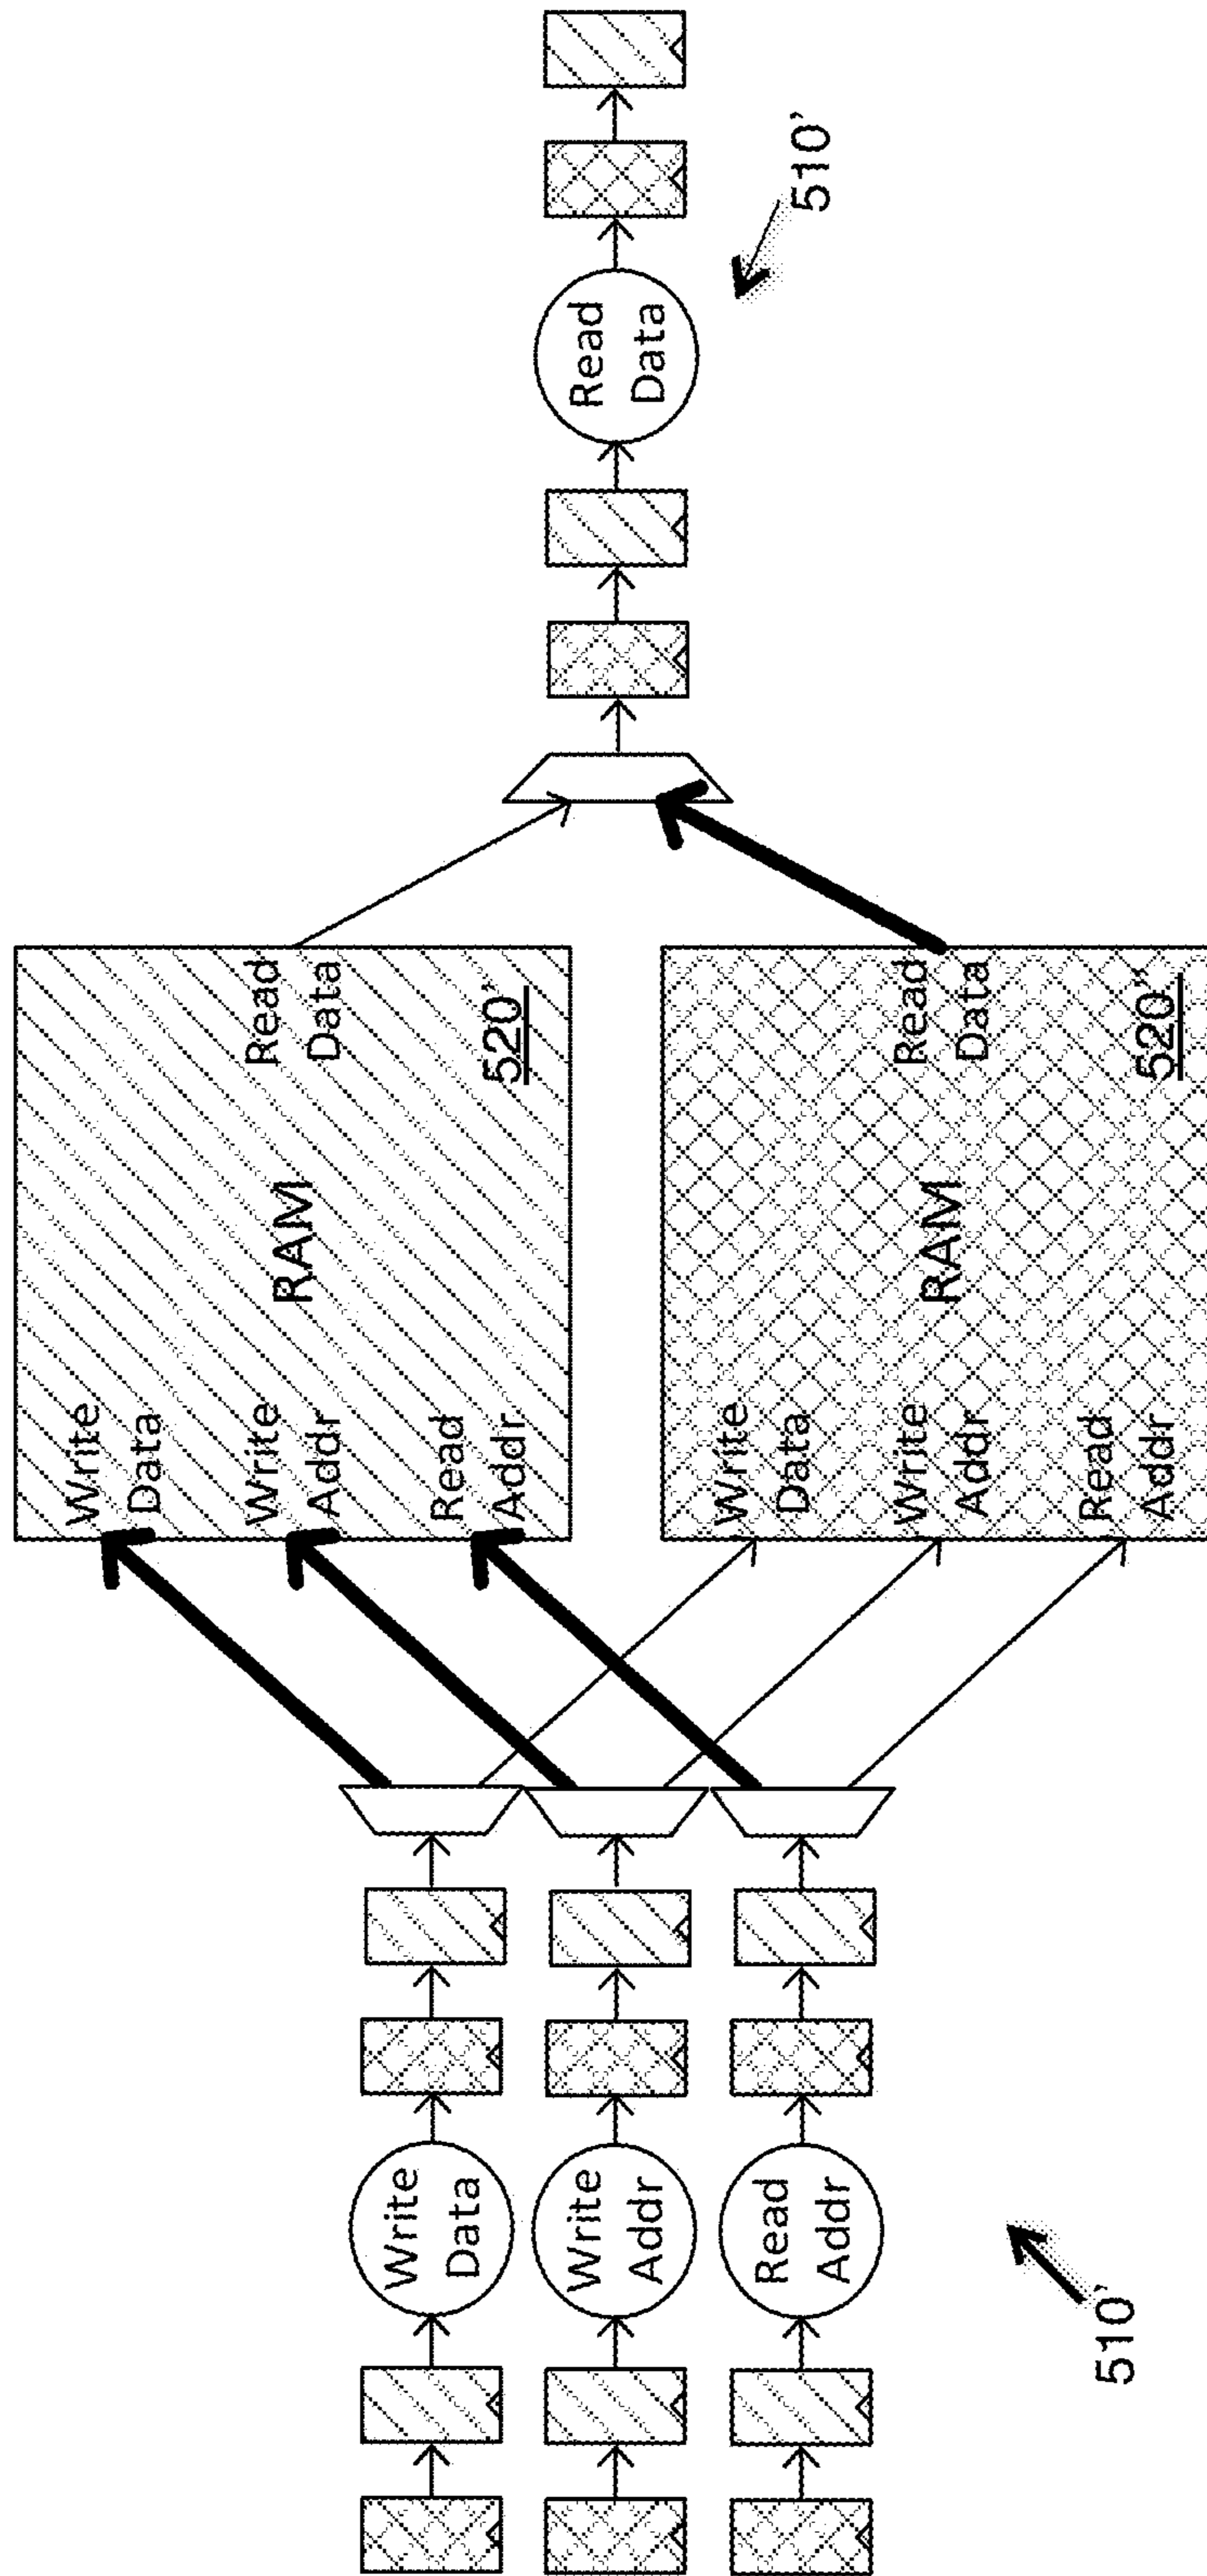 Write
Data
Write
Addr
Read
Addr
510’
Write
Data
Write
Addr
Read
Addr
RAM
Read
Data
520’
Write
Data
Write
Addr
Read
Addr
RAM
Read
Data
520’’
Read
Data
510’